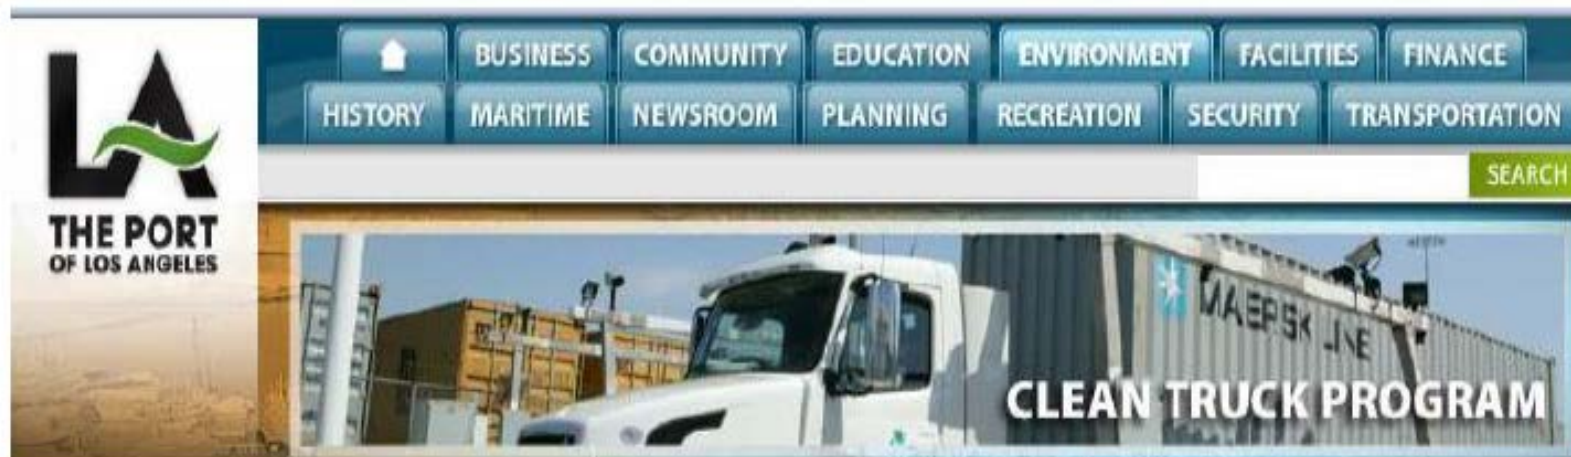 LA
THE PORT
OF LOS ANGELES
BUSINESS COMMUNITY EDUCATION ENVIRONMENT FACILITIES FINANCE
HISTORY MARITIME NEWSROOM PLANNING RECREATION SECURITY TRANSPORTATION
SEARCH
MAERSK LINE
CLEAN TRUCK PROGRAM